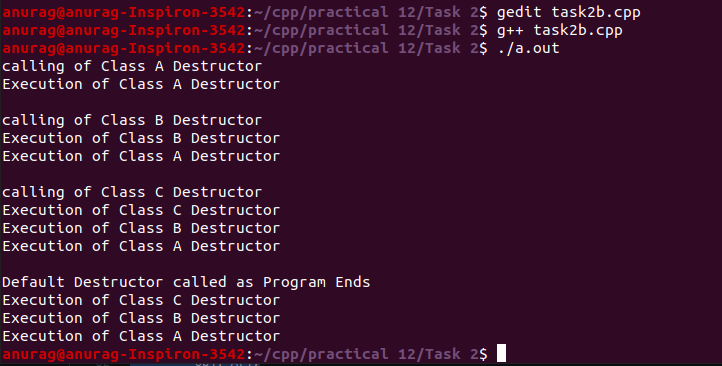 anurag@anurag-Inspiron-3542:~/cpp/practical 12/Task 2$ gedit task2b.cpp
anurag@anurag-Inspiron-3542:~/cpp/practical 12/Task 2$ g++ task2b.cpp
anurag@anurag-Inspiron-3542:~/cpp/practical 12/Task 2$ ./a.out
calling of Class A Destructor
Execution of Class A Destructor

calling of Class B Destructor
Execution of Class B Destructor
Execution of Class A Destructor

calling of Class C Destructor
Execution of Class C Destructor
Execution of Class B Destructor
Execution of Class A Destructor

Default Destructor called as Program Ends
Execution of Class C Destructor
Execution of Class B Destructor
Execution of Class A Destructor
anurag@anurag-Inspiron-3542:~/cpp/practical 12/Task 2$